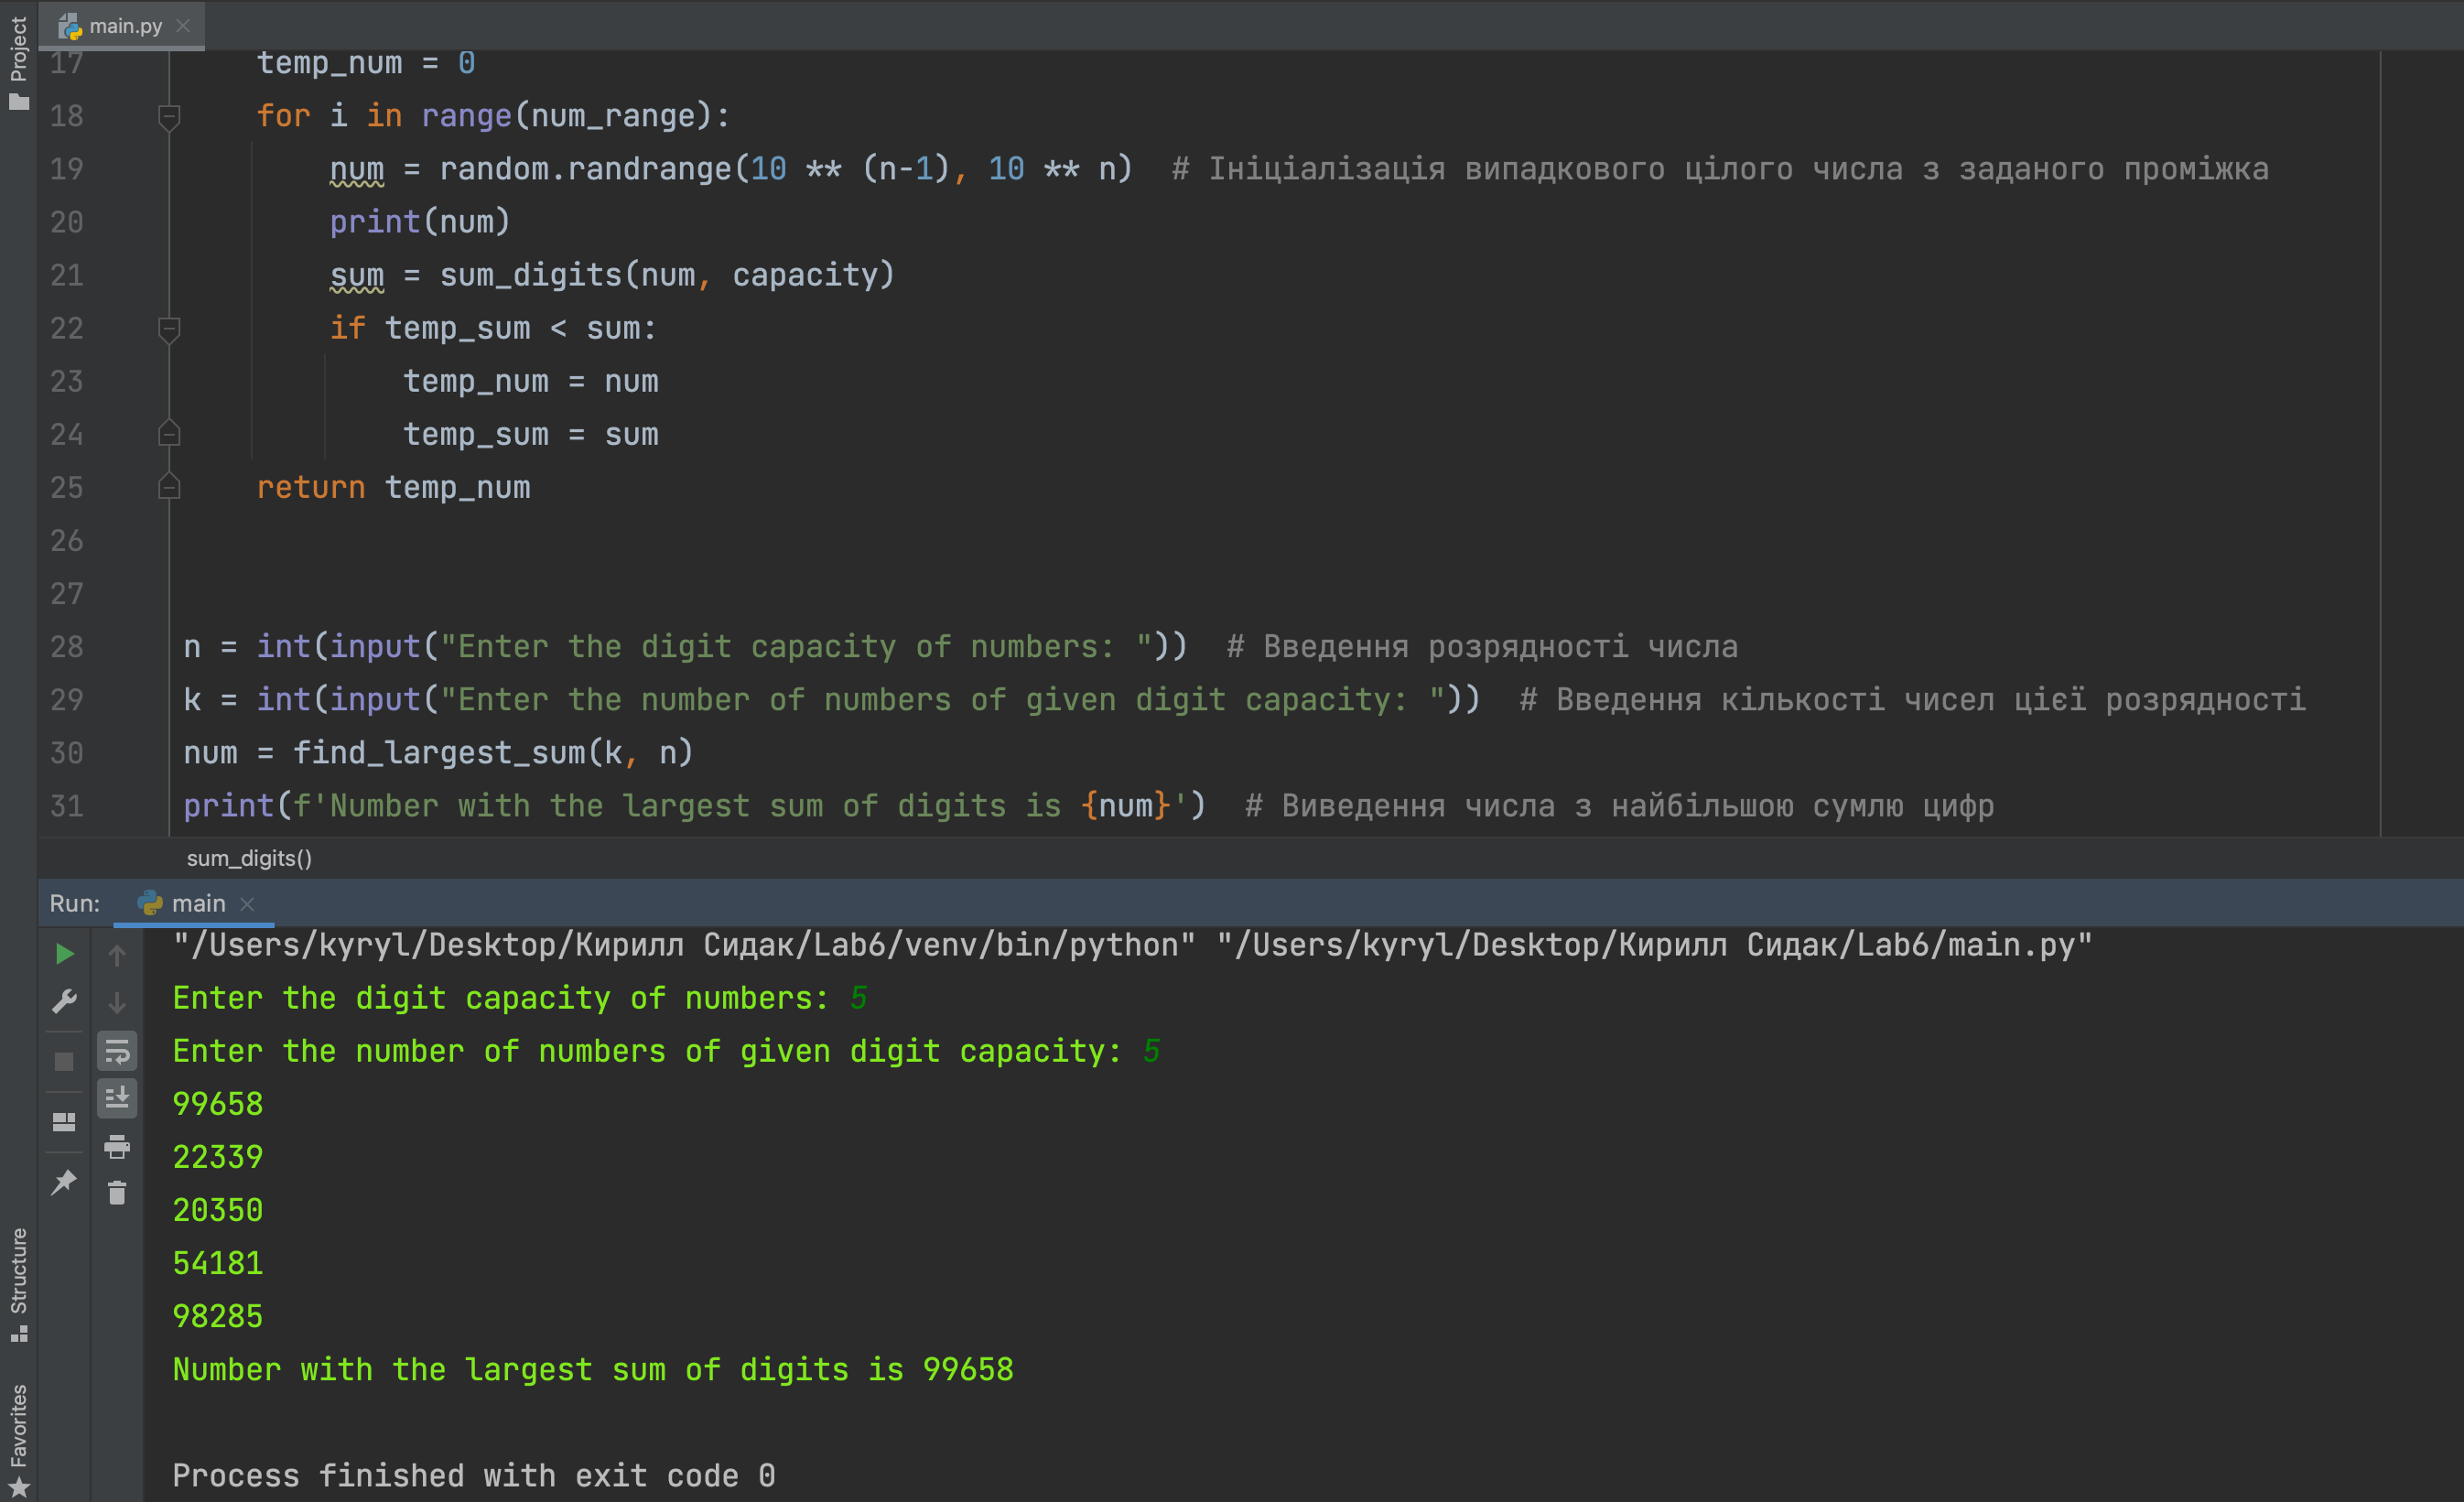 Project
main.py
17 temp_num = 0
18 for i in range(num_range):
19 num = random.randrange(10 ** (n-1), 10 ** n)  # Ініціалізація випадкового цілого числа з заданого проміжка
20 print(num)
21 sum = sum_digits(num, capacity)
22 if temp_sum < sum:
23 temp_num = num
24 temp_sum = sum
25 return temp_num
26
27
28 n = int(input("Enter the digit capacity of numbers: "))  # Введення розрядності числа
29 k = int(input("Enter the number of numbers of given digit capacity: "))  # Введення кількості чисел цієї розрядності
30 num = find_largest_sum(k, n)
31 print(f'Number with the largest sum of digits is {num}')  # Виведення числа з найбільшою сумлю цифр
sum_digits()
Run: main
"/Users/kyryl/Desktop/Кирилл Сидак/Lab6/venv/bin/python" "/Users/kyryl/Desktop/Кирилл Сидак/Lab6/main.py"
Enter the digit capacity of numbers: 5
Enter the number of numbers of given digit capacity: 5
99658
22339
20350
54181
98285
Number with the largest sum of digits is 99658
Process finished with exit code 0
Structure
Favorites